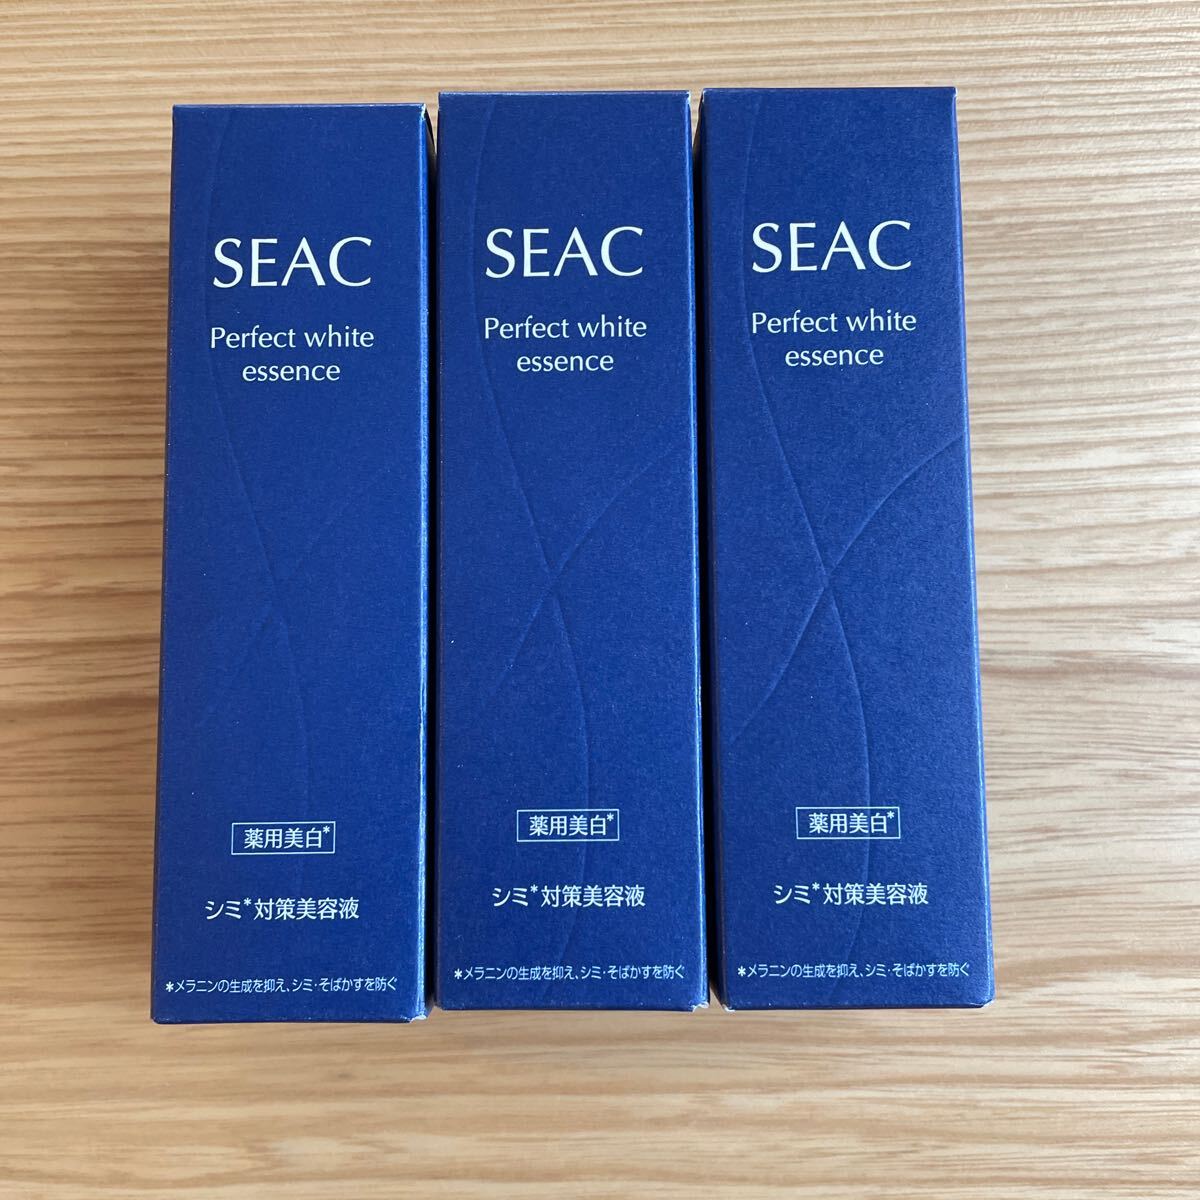 SEAC
Perfect white
essence
薬用美白*
シミ*対策美容液
*メラニンの生成を抑え、シミ・そばかすを防ぐ
SEAC
Perfect white
essence
薬用美白*
シミ*対策美容液
*メラニンの生成を抑え、シミ・そばかすを防ぐ
SEAC
Perfect white
essence
薬用美白*
シミ*対策美容液
*メラニンの生成を抑え、シミ・そばかすを防ぐ